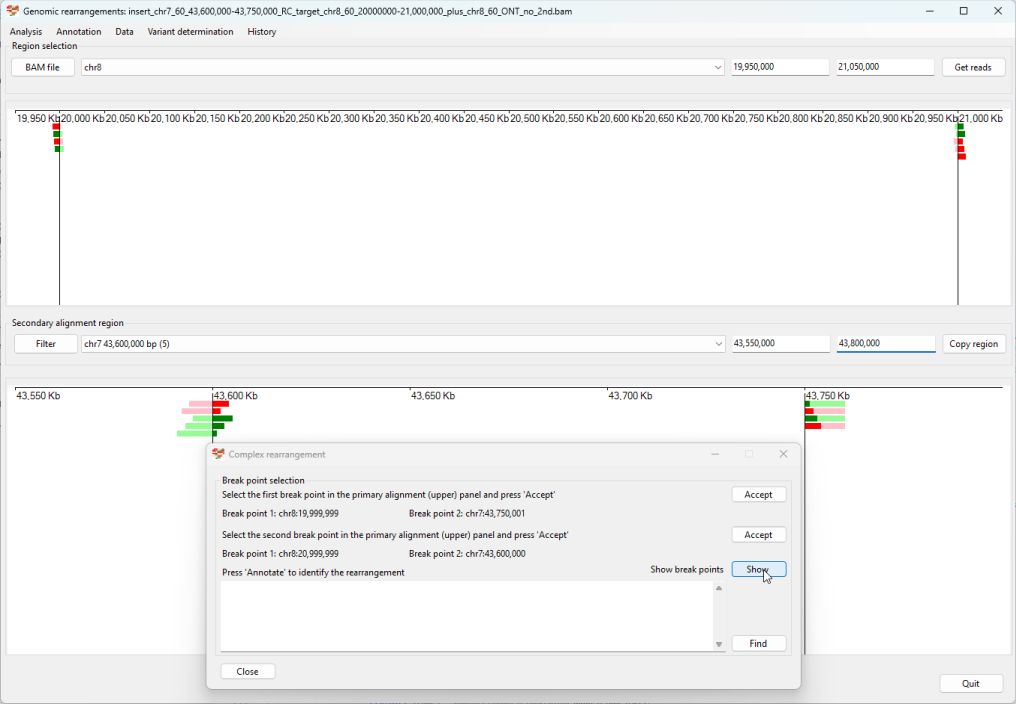 Genomic rearrangements: insert_chr7_60_43,600,000-43,750,000_RC_target_chr8_60_20000000-21,000,000_plus_chr8_60_ONT_no_2nd.bam
Analysis Annotation Data Variant determination History
Region selection
BAM file chr8 19,950,000 21,050,000 Get reads
19,950 Kb 20,000 Kb 20,050 Kb 20,100 Kb 20,150 Kb 20,200 Kb 20,250 Kb 20,300 Kb 20,350 Kb 20,400 Kb 20,450 Kb 20,500 Kb 20,550 Kb 20,600 Kb 20,650 Kb 20,700 Kb 20,750 Kb 20,800 Kb 20,850 Kb 20,900 Kb 20,950 Kb 21,000 Kb
Secondary alignment region
Filter chr7 43,600,000 bp (5) 43,550,000 43,800,000 Copy region
43,550 Kb 43,600 Kb 43,650 Kb 43,700 Kb 43,750 Kb
Complex rearrangement
Break point selection
Select the first break point in the primary alignment (upper) panel and press 'Accept' Accept
Break point 1: chr8:19,999,999 Break point 2: chr7:43,750,001
Select the second break point in the primary alignment (upper) panel and press 'Accept' Accept
Break point 1: chr8:20,999,999 Break point 2: chr7:43,600,000
Press 'Annotate' to identify the rearrangement Show break points Show
Find
Close
Quit